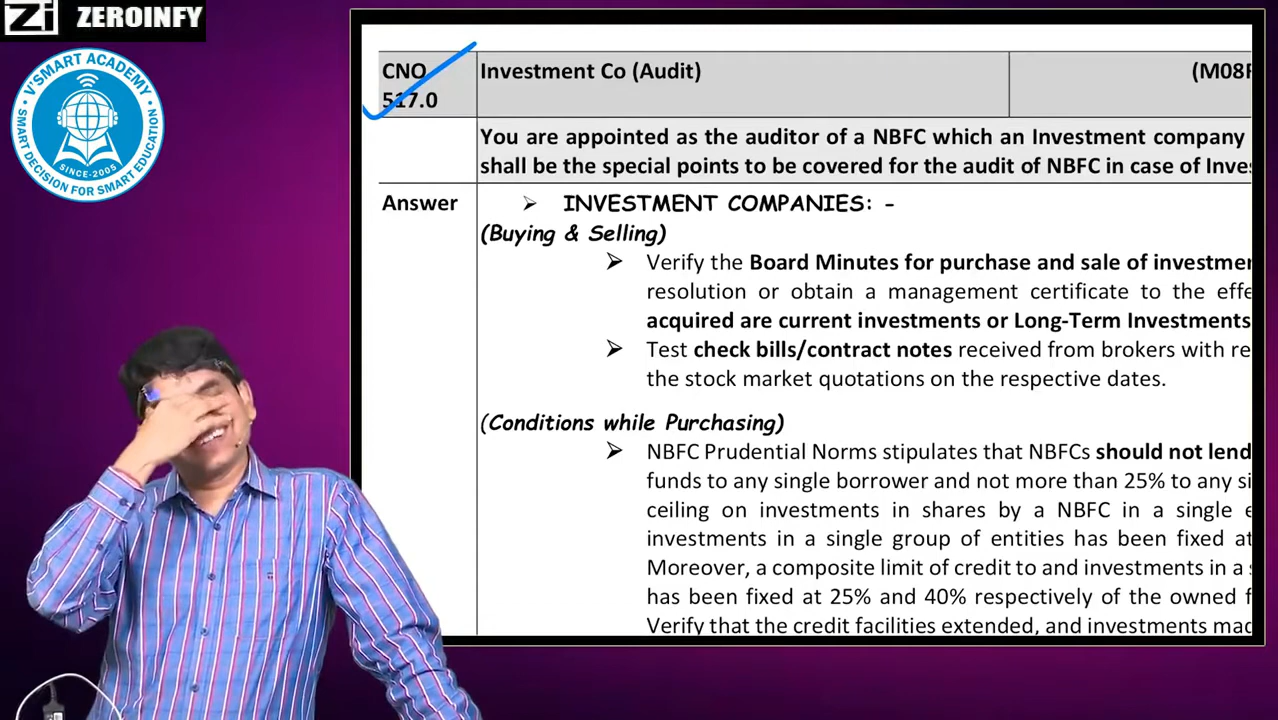 Zi ZEROINFY
V'SMART ACADEMY
SINCE-2005
SMART DECISION FOR SMART EDUCATION
CNO
517.0
Investment Co (Audit)
(M08
You are appointed as the auditor of a NBFC which an Investment company
shall be the special points to be covered for the audit of NBFC in case of Inve
Answer
➢ INVESTMENT COMPANIES: -
(Buying & Selling)
➢ Verify the Board Minutes for purchase and sale of investme
resolution or obtain a management certificate to the effe
acquired are current investments or Long-Term Investments
➢ Test check bills/contract notes received from brokers with re
the stock market quotations on the respective dates.
(Conditions while Purchasing)
➢ NBFC Prudential Norms stipulates that NBFCs should not lend
funds to any single borrower and not more than 25% to any si
ceiling on investments in shares by a NBFC in a single e
investments in a single group of entities has been fixed at
Moreover, a composite limit of credit to and investments in a s
has been fixed at 25% and 40% respectively of the owned f
Verify that the credit facilities extended, and investments mad